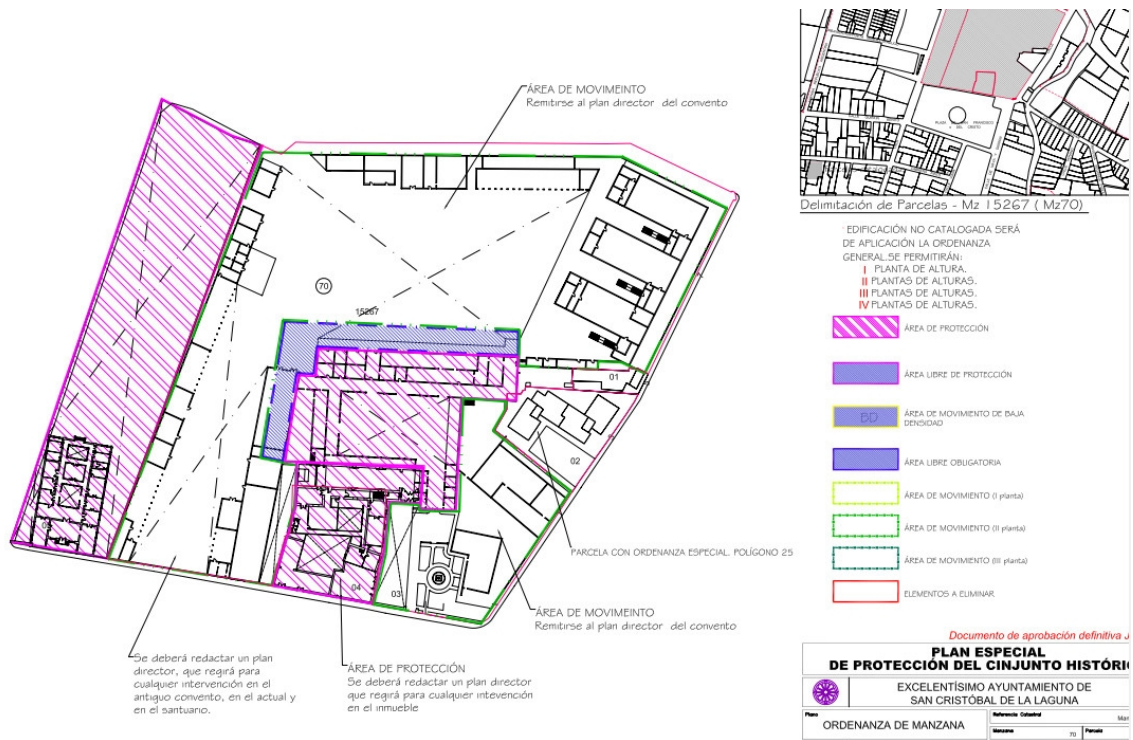 ÁREA DE MOVIMEINTO
Remitirse al plan director del convento
70
15267
01
02
PARCELA CON ORDENANZA ESPECIAL. POLÍGONO 25
05
04
03
ÁREA DE MOVIMEINTO
Remitirse al plan director del convento
Se deberá redactar un plan
director, que regirá para
cualquier intervención en el
antiguo convento, en el actual y
en el santuario.
ÁREA DE PROTECCIÓN
Se deberá redactar un plan director
que regirá para cualquier intevención
en el inmueble
Delimitación de Parcelas - Mz 15267 ( Mz70)
EDIFICACIÓN NO CATALOGADA SERÁ
DE APLICACIÓN LA ORDENANZA
GENERAL.SE PERMITIRÁN:
I PLANTA DE ALTURA.
II PLANTAS DE ALTURAS.
III PLANTAS DE ALTURAS.
IV PLANTAS DE ALTURAS.
ÁREA DE PROTECCIÓN
ÁREA LIBRE DE PROTECCIÓN
BD
ÁREA DE MOVIMIENTO DE BAJA
DENSIDAD
ÁREA LIBRE OBLIGATORIA
ÁREA DE MOVIMIENTO (I planta)
ÁREA DE MOVIMIENTO (II planta)
ÁREA DE MOVIMIENTO (III planta)
ELEMENTOS A ELIMINAR
Documento de aprobación definitiva J
PLAN ESPECIAL
DE PROTECCIÓN DEL CINJUNTO HISTÓRIC
EXCELENTÍSIMO AYUNTAMIENTO DE
SAN CRISTÓBAL DE LA LAGUNA
Plano
ORDENANZA DE MANZANA
Referencia Catastral
Manzana
70
Parcela